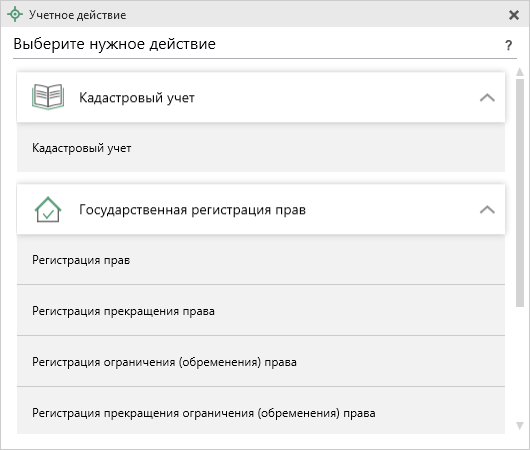 Учетное действие
Выберите нужное действие
?
Кадастровый учет
Кадастровый учет
Государственная регистрация прав
Регистрация прав
Регистрация прекращения права
Регистрация ограничения (обременения) права
Регистрация прекращения ограничения (обременения) права